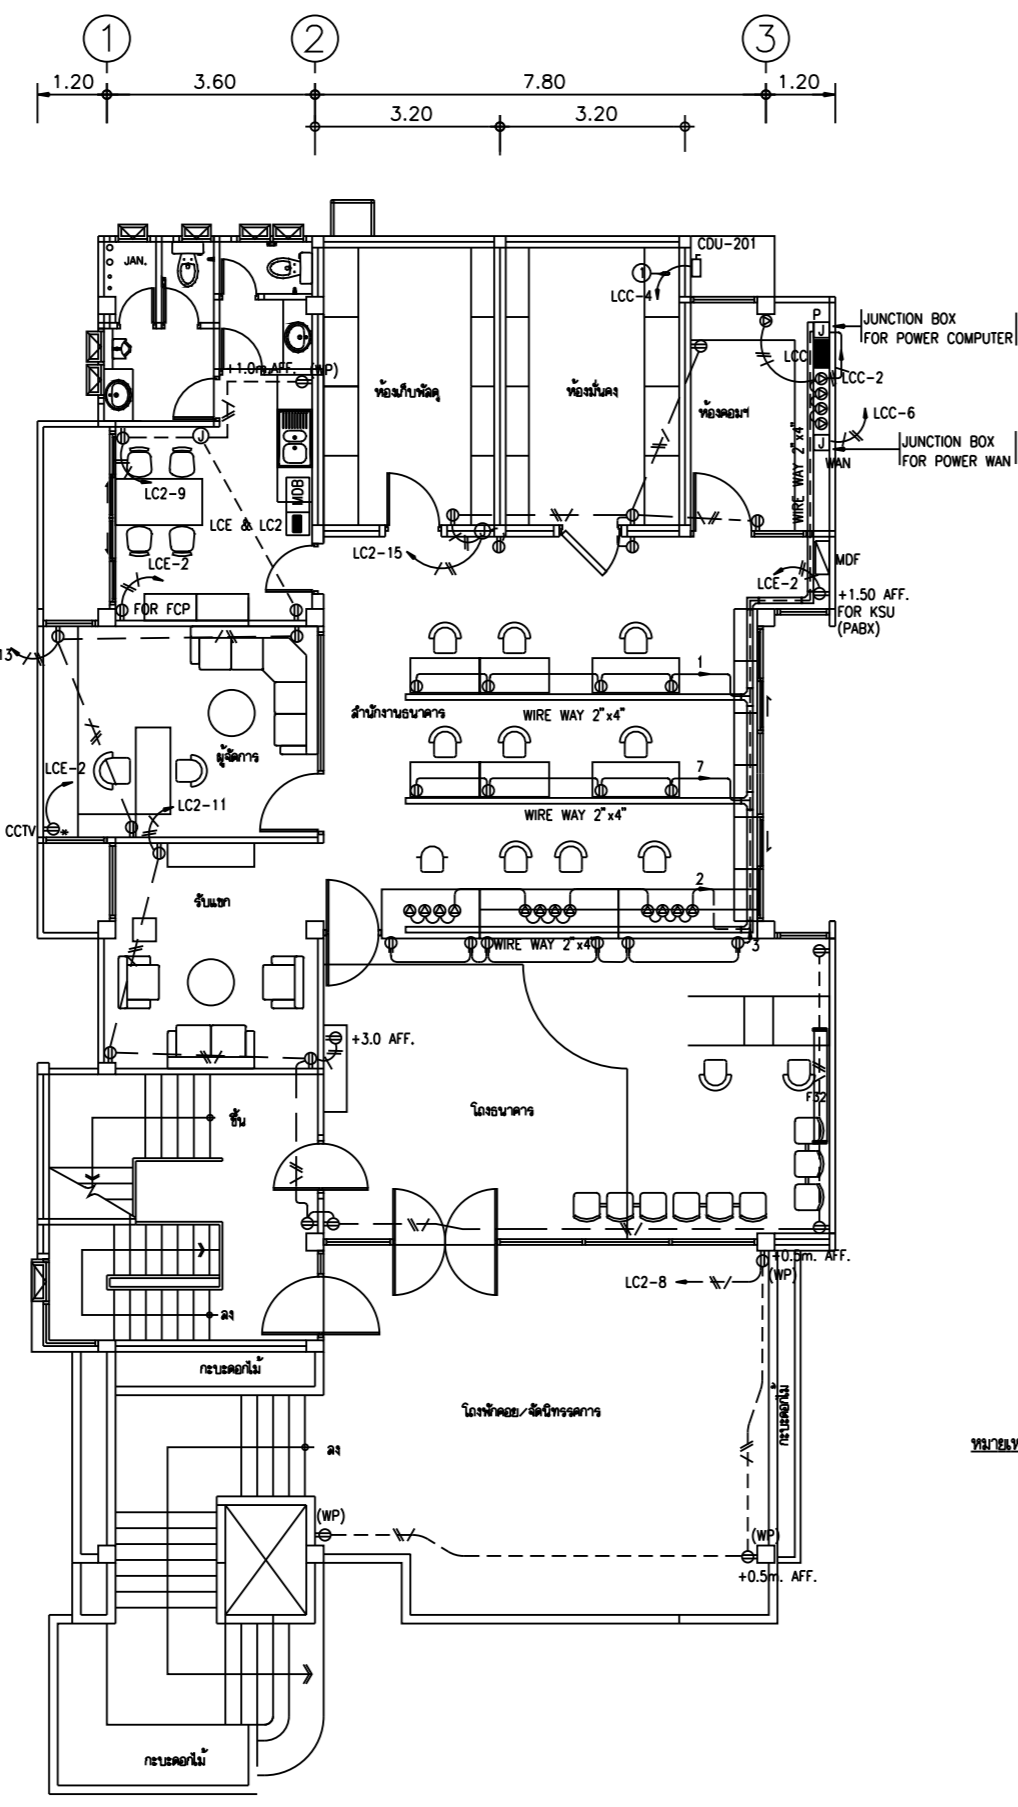 1 2 3
1.20 3.60 7.80 1.20
3.20 3.20
CDU-201
JAN.
1
LCC-4
P
J
JUNCTION BOX
FOR POWER COMPUTER
LCC
LCC-2
+1.0m.AFF. (WP)
ห้องเก็บพัสดุ
ห้องมั่นคง
ห้องคอมฯ
LCC-6
J
JUNCTION BOX
FOR POWER WAN
WAN
WIRE WAY 2"x4"
J
LC2-9
MDB
LCE & LC2
J
LC2-15
LCE-2
LCE-2
MDF
FOR FCP
+1.50 AFF.
FOR KSU
(PABX)
13
1
สำนักงานธนาคาร
WIRE WAY 2"x4"
ผู้จัดการ
LCE-2
7
LC2-11
WIRE WAY 2"x4"
CCTV
*
2
รับแขก
WIRE WAY 2"x4"
3
+3.0 AFF.
F32
ขึ้น
โถงธนาคาร
+0.5m. AFF.
(WP)
LC2-8
ลง
กระบะดอกไม้
โถงพักคอย/จัดนิทรรศการ
กระบะดอกไม้
ลง
หมายเห
(WP)
(WP)
+0.5m. AFF.
กระบะดอกไม้